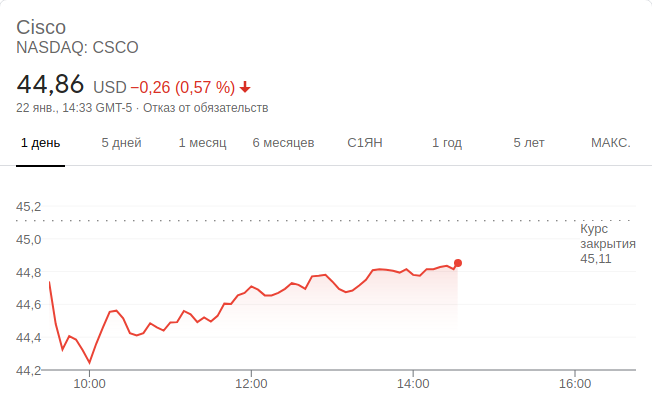 Cisco
NASDAQ: CSCO
44,86 USD −0,26 (0,57 %)
22 янв., 14:33 GMT-5 · Отказ от обязательств
1 день 5 дней 1 месяц 6 месяцев С1ЯН 1 год 5 лет МАКС.
45,2
45,0
44,8
44,6
44,4
44,2
Курс
закрытия
45,11
10:00 12:00 14:00 16:00